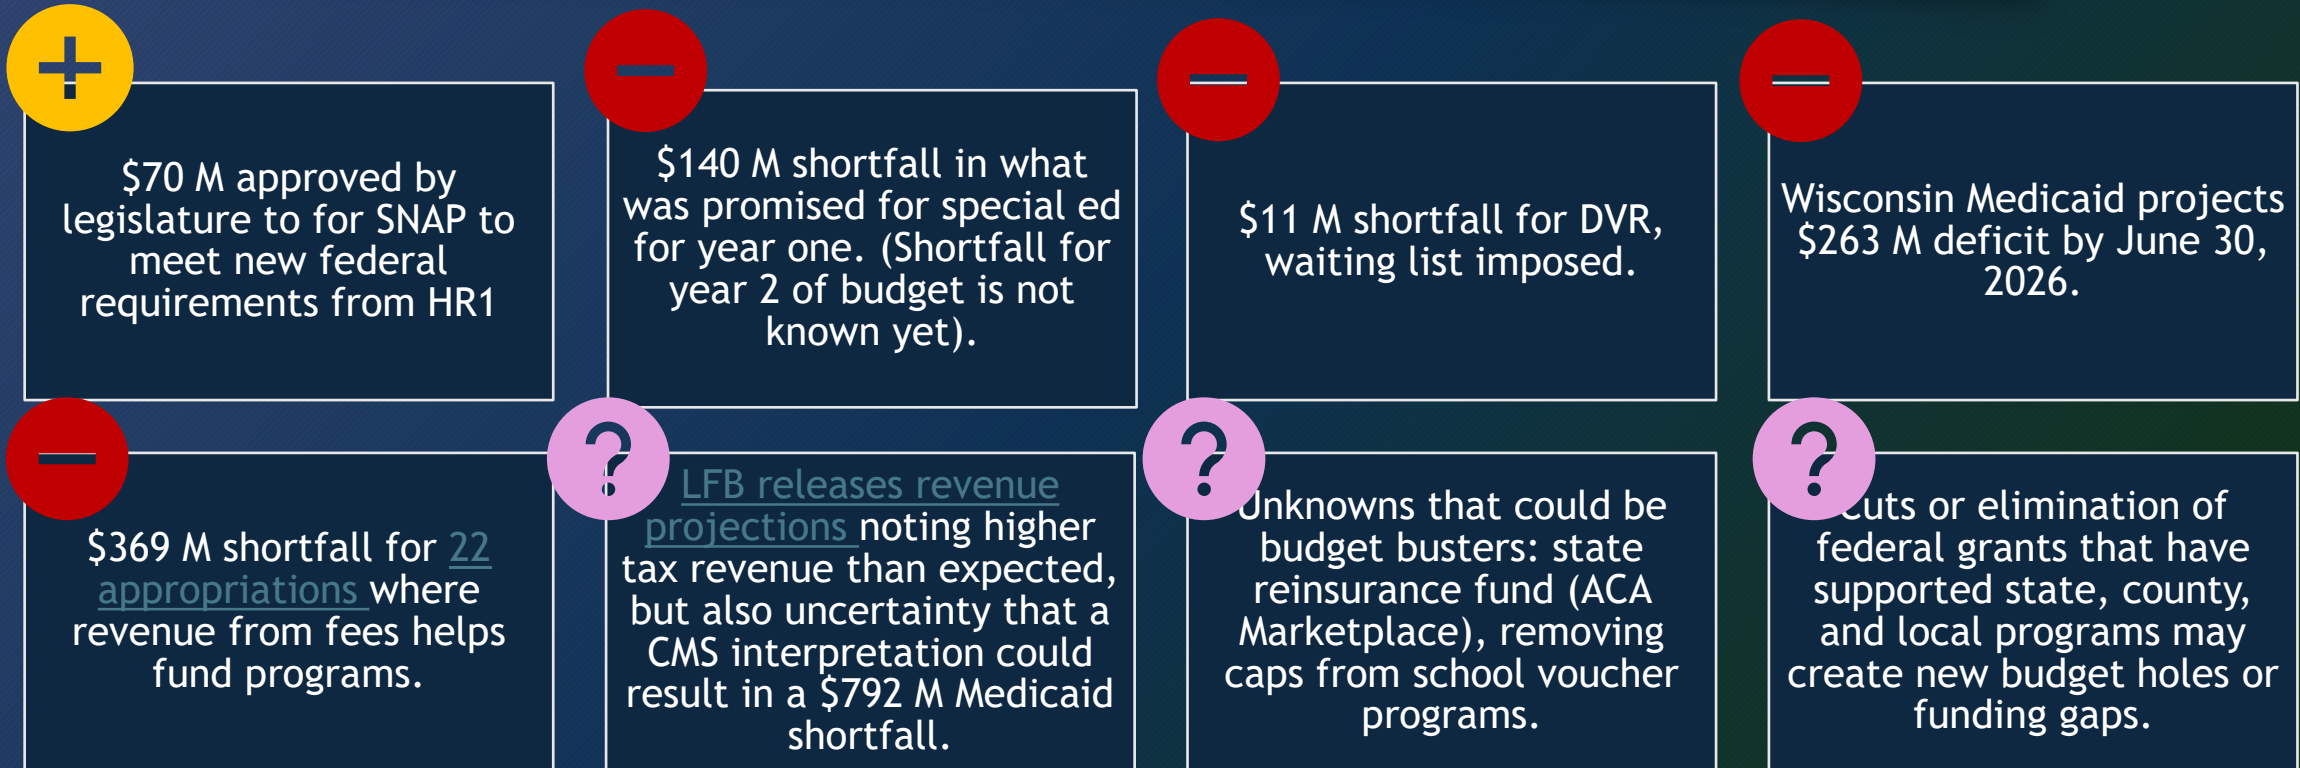 $70 M approved by
legislature to for SNAP to
meet new federal
requirements from HR1
$140 M shortfall in what
was promised for special ed
for year one. (Shortfall for
year 2 of budget is not
known yet).
$11 M shortfall for DVR,
waiting list imposed.
Wisconsin Medicaid projects
$263 M deficit by June 30,
2026.
$369 M shortfall for 22
appropriations where
revenue from fees helps
fund programs.
LFB releases revenue
projections noting higher
tax revenue than expected,
but also uncertainty that a
CMS interpretation could
result in a $792 M Medicaid
shortfall.
Unknowns that could be
budget busters: state
reinsurance fund (ACA
Marketplace), removing
caps from school voucher
programs.
Cuts or elimination of
federal grants that have
supported state, county,
and local programs may
create new budget holes or
funding gaps.